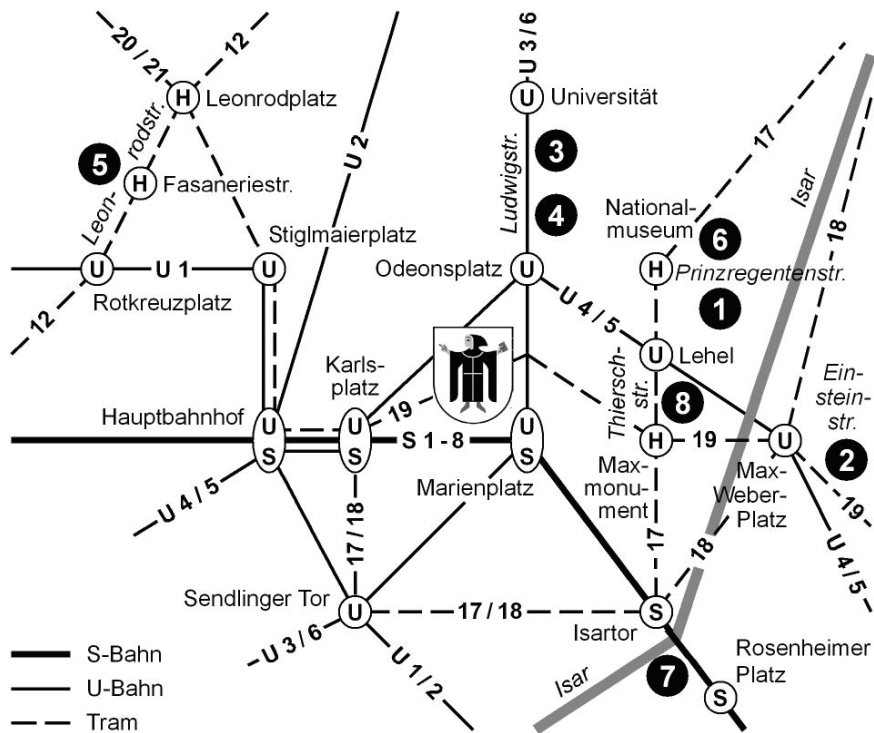 20 / 21
12
U 3 / 6
H
Leonrodplatz
U
Universität
rodstr.
U 2
Ludwigstr.
3
17
5
H
Fasaneriestr.
Leon-
4
National-
museum
6
Isar
18
Stiglmaierplatz
U
U 1
U
Odeonsplatz
U
H
Prinzregentenstr.
Rotkreuzplatz
12
U 4 / 5
1
Karls-
platz
U
Lehel
Thiersch-
str.
8
Ein-
stein-
str.
Hauptbahnhof
U
S
U
S
19
S 1 - 8
U
S
H
19
U
2
Marienplatz
Max-
monument
Max-
Weber-
Platz
19
U 4 / 5
17 / 18
17
18
U 4 / 5
Sendlinger Tor
U
17 / 18
S
Isartor
U 3 / 6
U 1 / 2
S-Bahn
U-Bahn
Tram
Isar
7
Rosenheimer
Platz
S